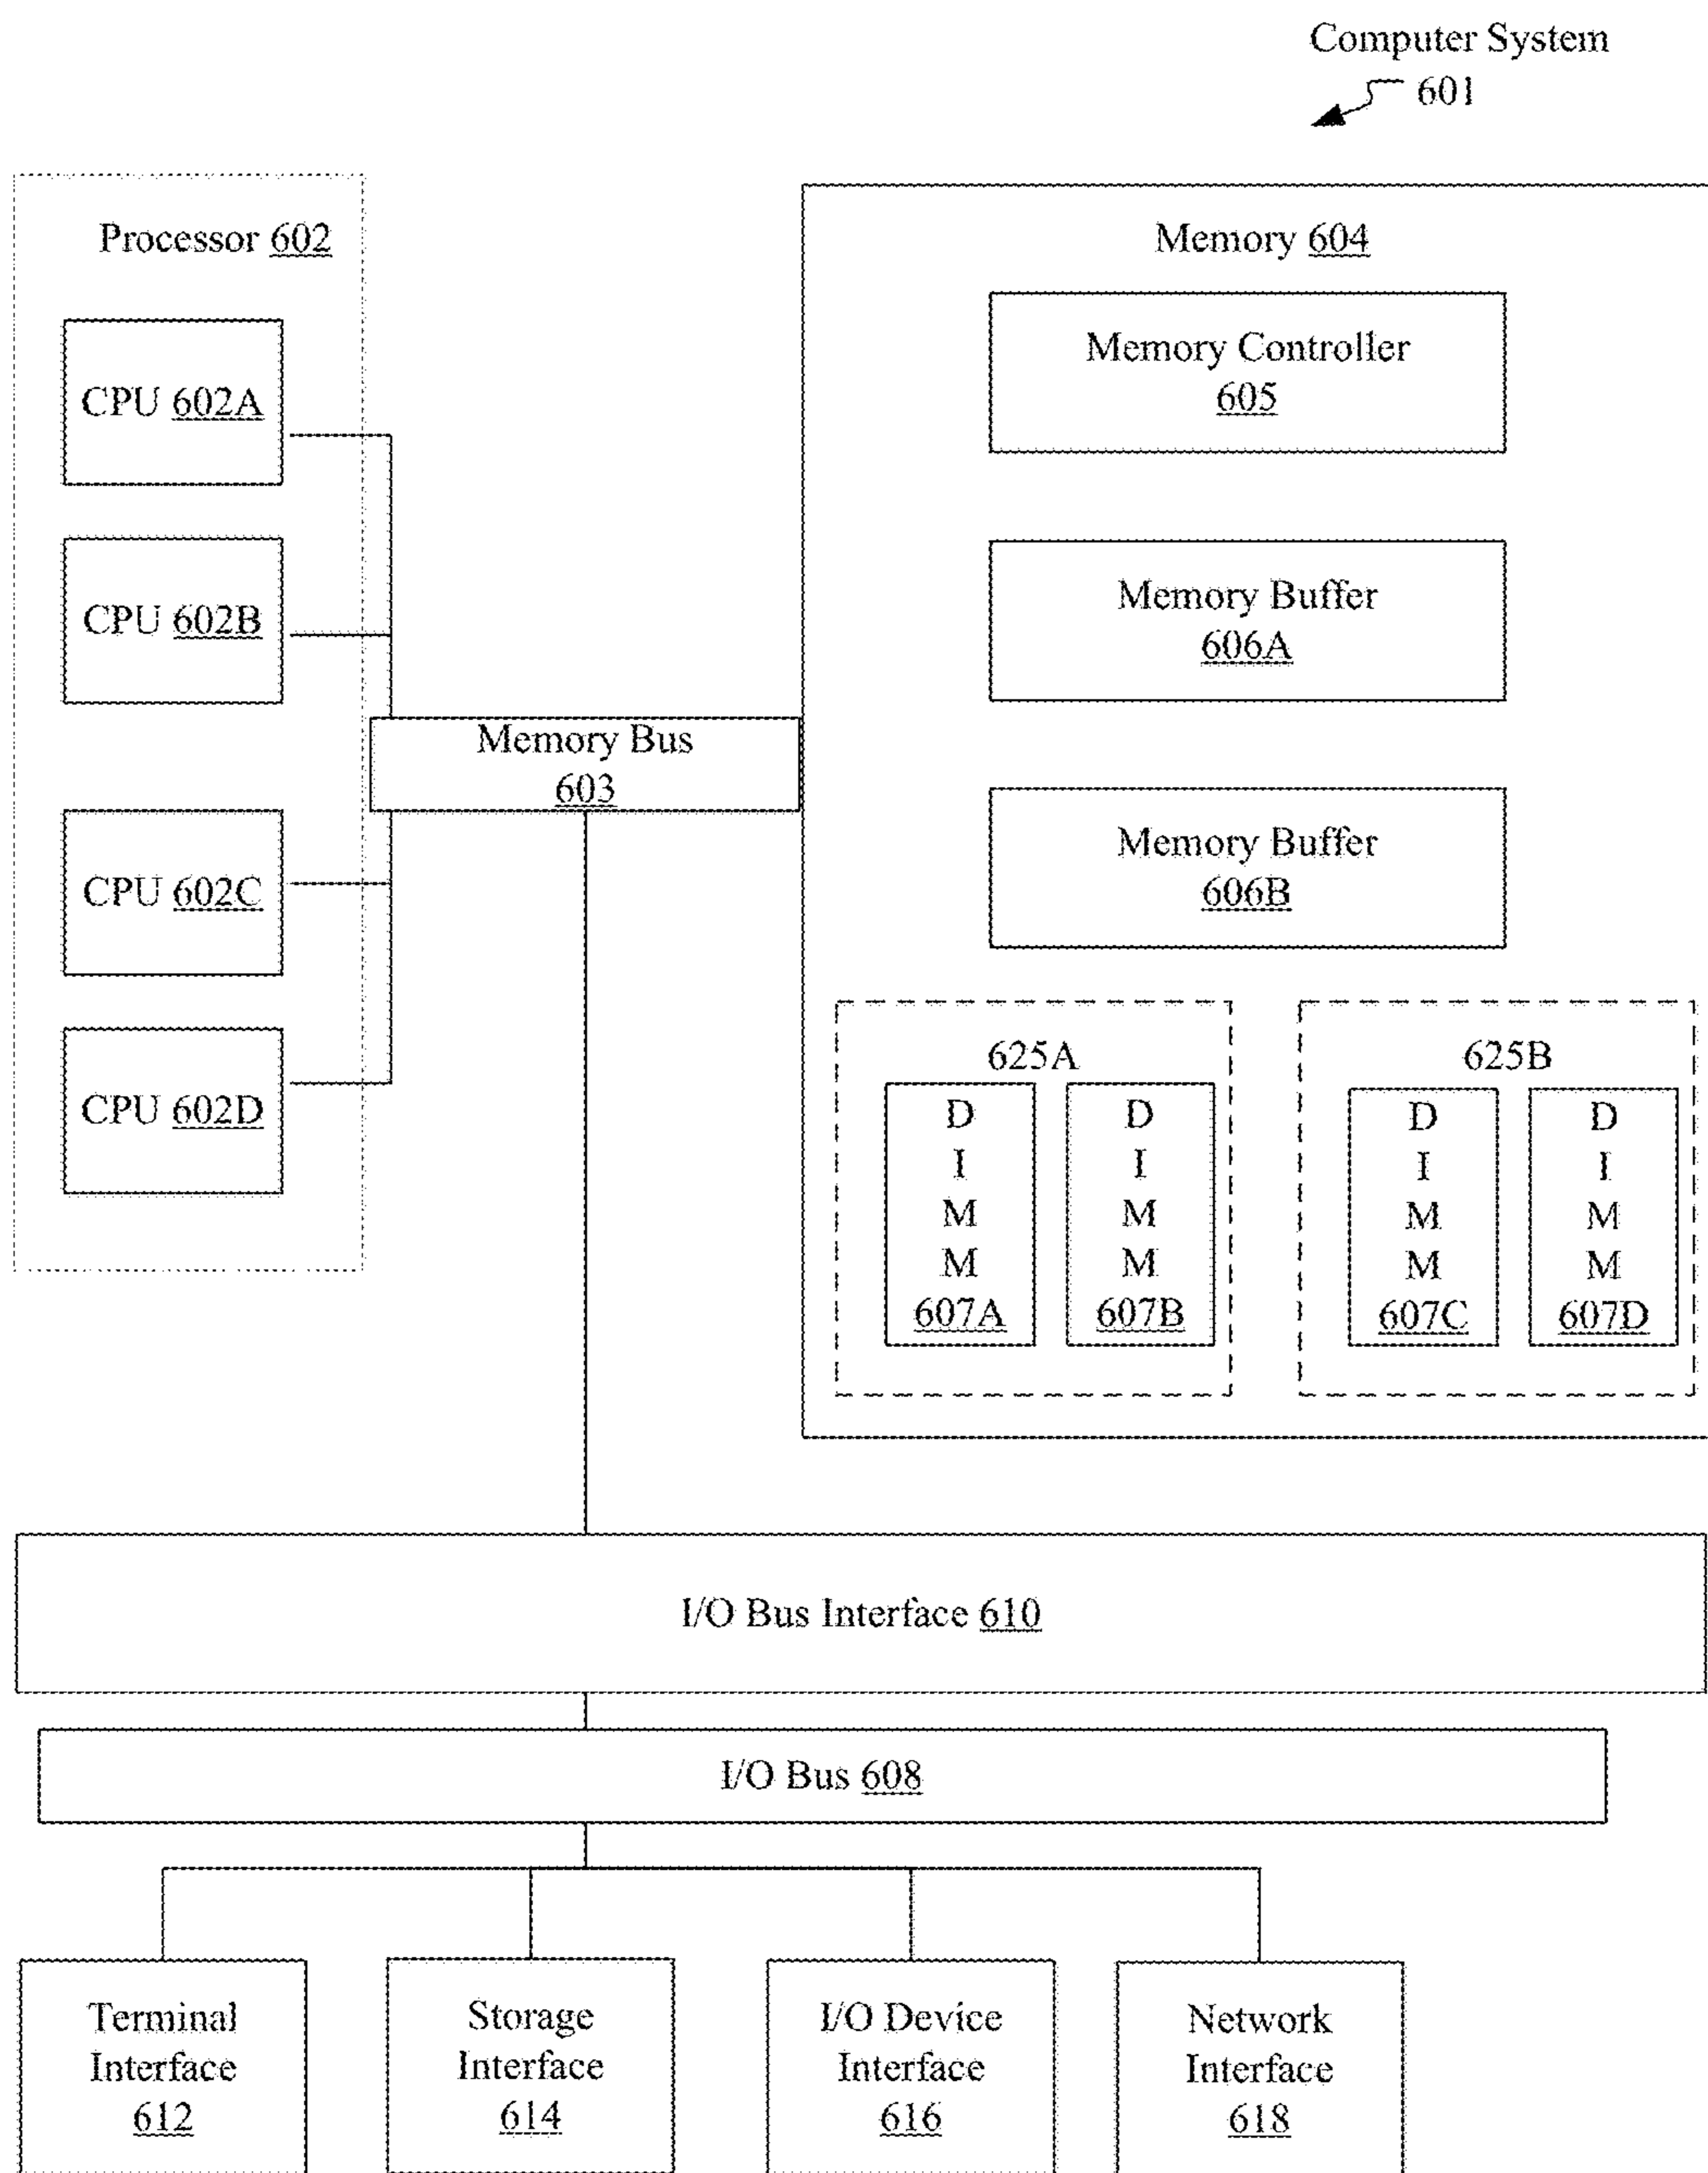 Computer System
601
Processor 602
CPU 602A
CPU 602B
CPU 602C
CPU 602D
Memory Bus
603
Memory 604
Memory Controller
605
Memory Buffer
606A
Memory Buffer
606B
625A
D
I
M
M
607A
D
I
M
M
607B
625B
D
I
M
M
607C
D
I
M
M
607D
I/O Bus Interface 610
I/O Bus 608
Terminal
Interface
612
Storage
Interface
614
I/O Device
Interface
616
Network
Interface
618